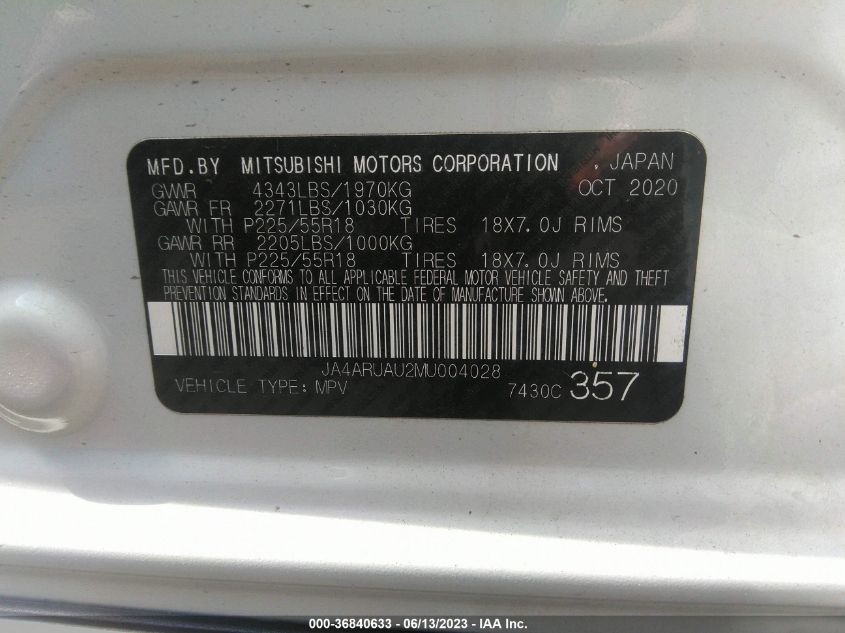 MFD.BY MITSUBISHI MOTORS CORPORATION , JAPAN
GVWR 4343LBS/1970KG OCT 2020
GAWR FR 2271LBS/1030KG
WITH P225/55R18 TIRES 18X7.0J RIMS
GAWR RR 2205LBS/1000KG
WITH P225/55R18 TIRES 18X7.0J RIMS
THIS VEHICLE CONFORMS TO ALL APPLICABLE FEDERAL MOTOR VEHICLE SAFETY AND THEFT
PREVENTION STANDARDS IN EFFECT ON THE DATE OF MANUFACTURE SHOWN ABOVE.
JA4ARUAU2MU004028
VEHICLE TYPE: MPV 7430C 357
000-36840633 - 06/13/2023 - IAA Inc.